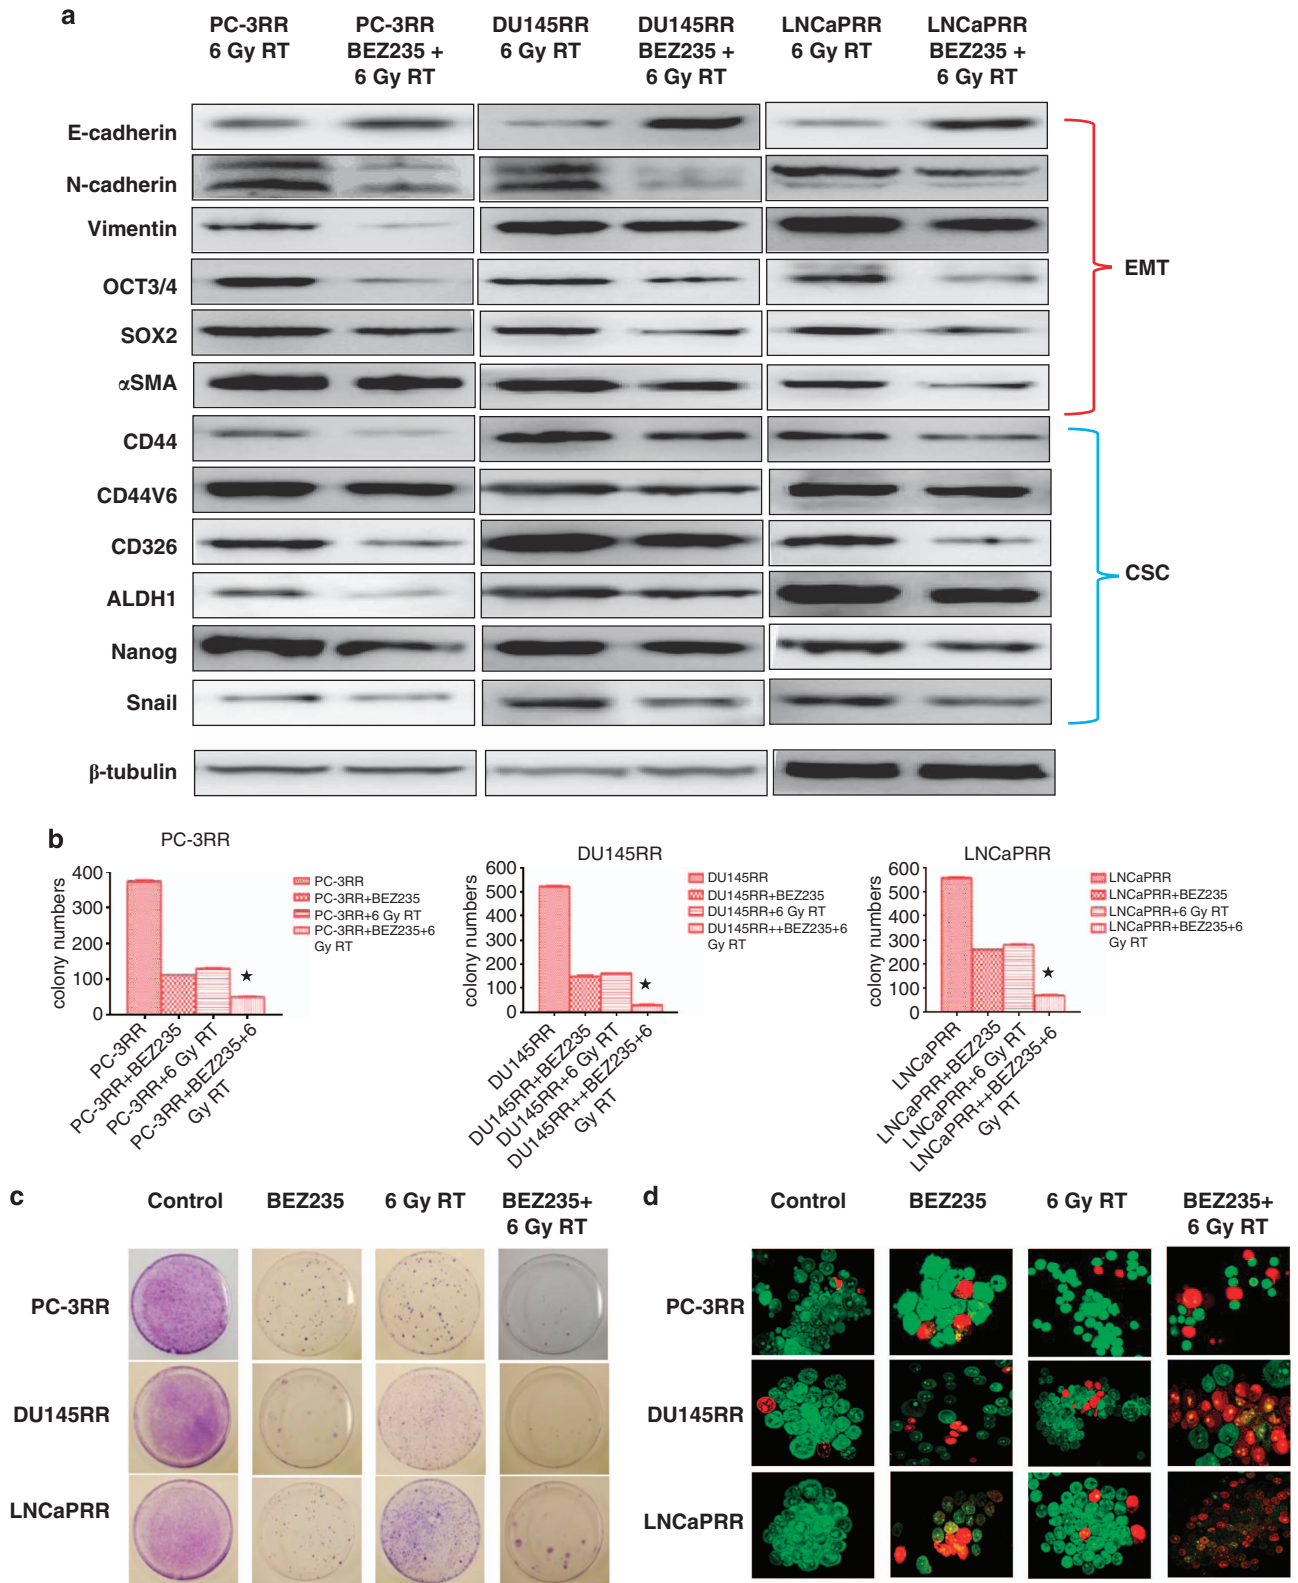 a
PC-3RR
6 Gy RT
PC-3RR
BEZ235 +
6 Gy RT
DU145RR
6 Gy RT
DU145RR
BEZ235 +
6 Gy RT
LNCaPRR
6 Gy RT
LNCaPRR
BEZ235 +
6 Gy RT
E-cadherin
N-cadherin
Vimentin
OCT3/4
SOX2
αSMA
CD44
CD44V6
CD326
ALDH1
Nanog
Snail
β-tubulin
EMT
CSC
b
PC-3RR
colony numbers
400
300
200
100
0
PC-3RR
PC-3RR+BEZ235
PC-3RR+6 Gy RT
PC-3RR+BEZ235+6
Gy RT
PC-3RR
PC-3RR+BEZ235
PC-3RR+6 Gy RT
PC-3RR+BEZ235+6
Gy RT
DU145RR
colony numbers
600
500
400
300
200
100
0
DU145RR
DU145RR+BEZ235
DU145RR+6 Gy RT
DU145RR++BEZ235+6
Gy RT
DU145RR
DU145RR+BEZ235
DU145RR+6 Gy RT
DU145RR++BEZ235+6
Gy RT
LNCaPRR
colony numbers
600
500
400
300
200
100
0
LNCaPRR
LNCaPRR+BEZ235
LNCaPRR+6 Gy RT
LNCaPRR+BEZ235+6
Gy RT
LNCaPRR
LNCaPRR+BEZ235
LNCaPRR+6 Gy RT
LNCaPRR++BEZ235+6
Gy RT
c
Control
BEZ235
6 Gy RT
BEZ235+
6 Gy RT
PC-3RR
DU145RR
LNCaPRR
d
Control
BEZ235
6 Gy RT
BEZ235+
6 Gy RT
PC-3RR
DU145RR
LNCaPRR